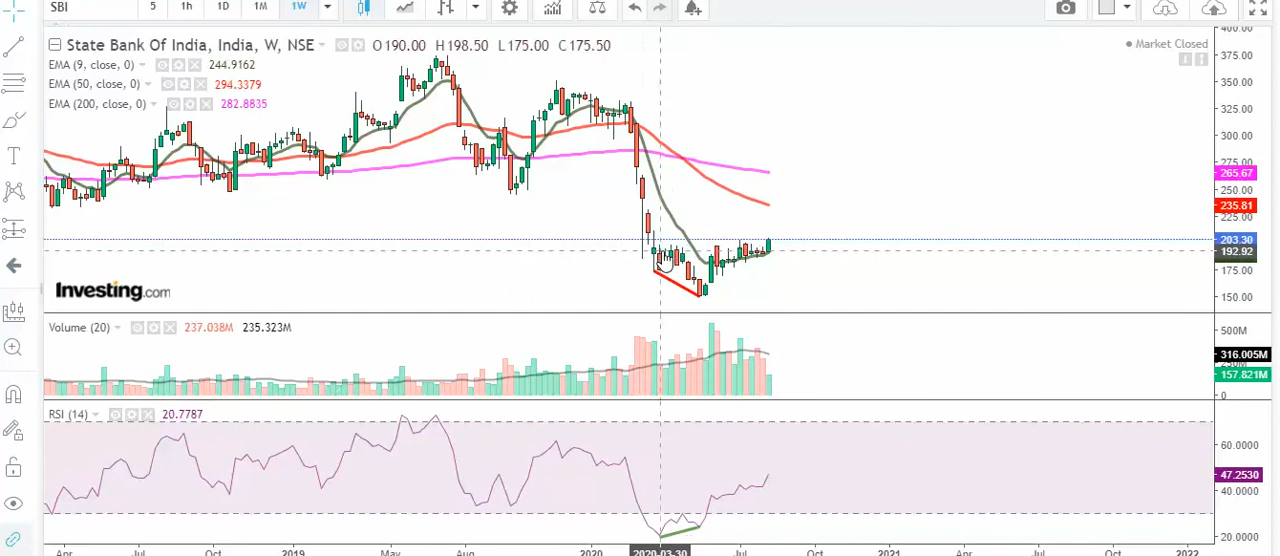 SBI 5 1h 1D 1M 1W
State Bank Of India, India, W, NSE O190.00 H198.50 L175.00 C175.50
Market Closed
EMA (9, close, 0) 244.9162
EMA (50, close, 0) 294.3379
EMA (200, close, 0) 282.8835
400.00
375.00
350.00
325.00
300.00
275.00
265.67
250.00
235.81
225.00
203.30
192.92
175.00
150.00
Investing.com
Volume (20) 237.038M 235.323M
500M
316.005M
157.821M
0
RSI (14) 20.7787
60.0000
47.2530
40.0000
20.0000
Apr Jul Oct 2019 May Aug 2020 2020-03-30 Jul Oct 2021 Apr Jul Oct 2022